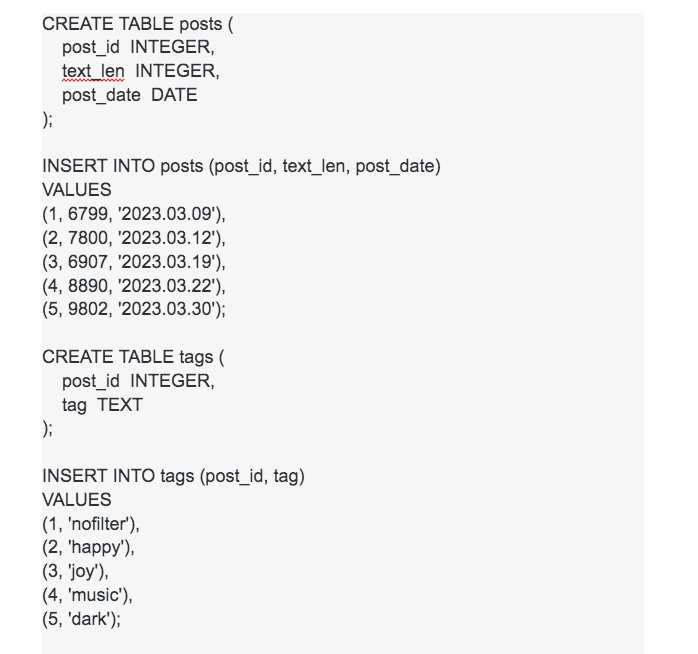 CREATE TABLE posts (
post_id INTEGER,
text_len INTEGER,
post_date DATE
);
INSERT INTO posts (post_id, text_len, post_date)
VALUES
(1, 6799, '2023.03.09'),
(2, 7800, '2023.03.12'),
(3, 6907, '2023.03.19'),
(4, 8890, '2023.03.22'),
(5, 9802, '2023.03.30');
CREATE TABLE tags (
post_id INTEGER,
tag TEXT
);
INSERT INTO tags (post_id, tag)
VALUES
(1, 'nofilter'),
(2, 'happy'),
(3, 'joy'),
(4, 'music'),
(5, 'dark');